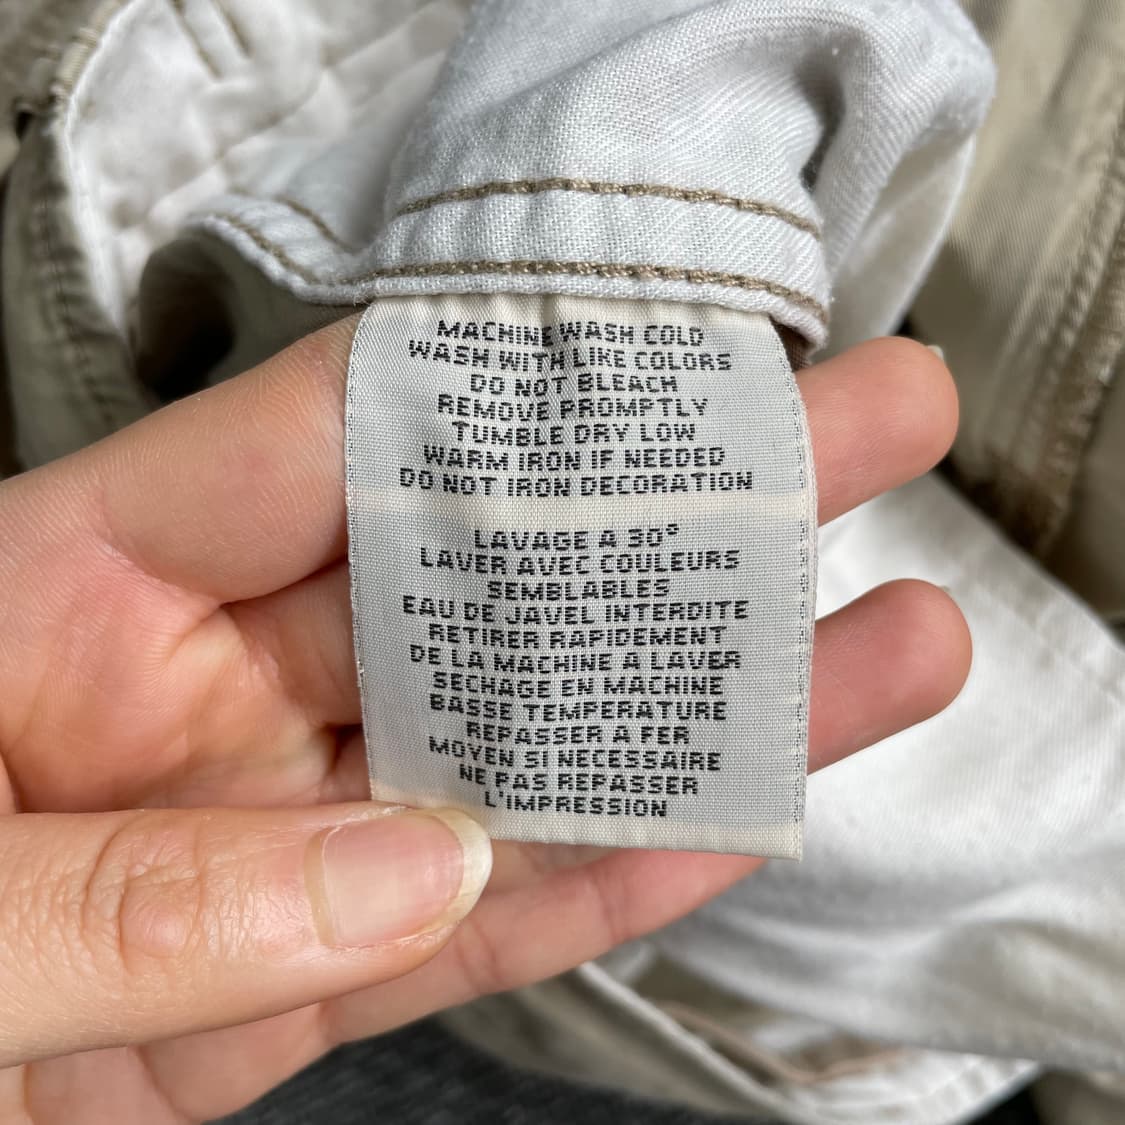 MACHINE WASH COLD
WASH WITH LIKE COLORS
DO NOT BLEACH
REMOVE PROMPTLY
TUMBLE DRY LOW
WARM IRON IF NEEDED
DO NOT IRON DECORATION
LAVAGE A 30°
LAVER AVEC COULEURS
SEMBLABLES
EAU DE JAVEL INTERDITE
RETIRER RAPIDEMENT
DE LA MACHINE A LAVER
SECHAGE EN MACHINE
BASSE TEMPERATURE
REPASSER A FER
MOYEN SI NECESSAIRE
NE PAS REPASSER
L'IMPRESSION